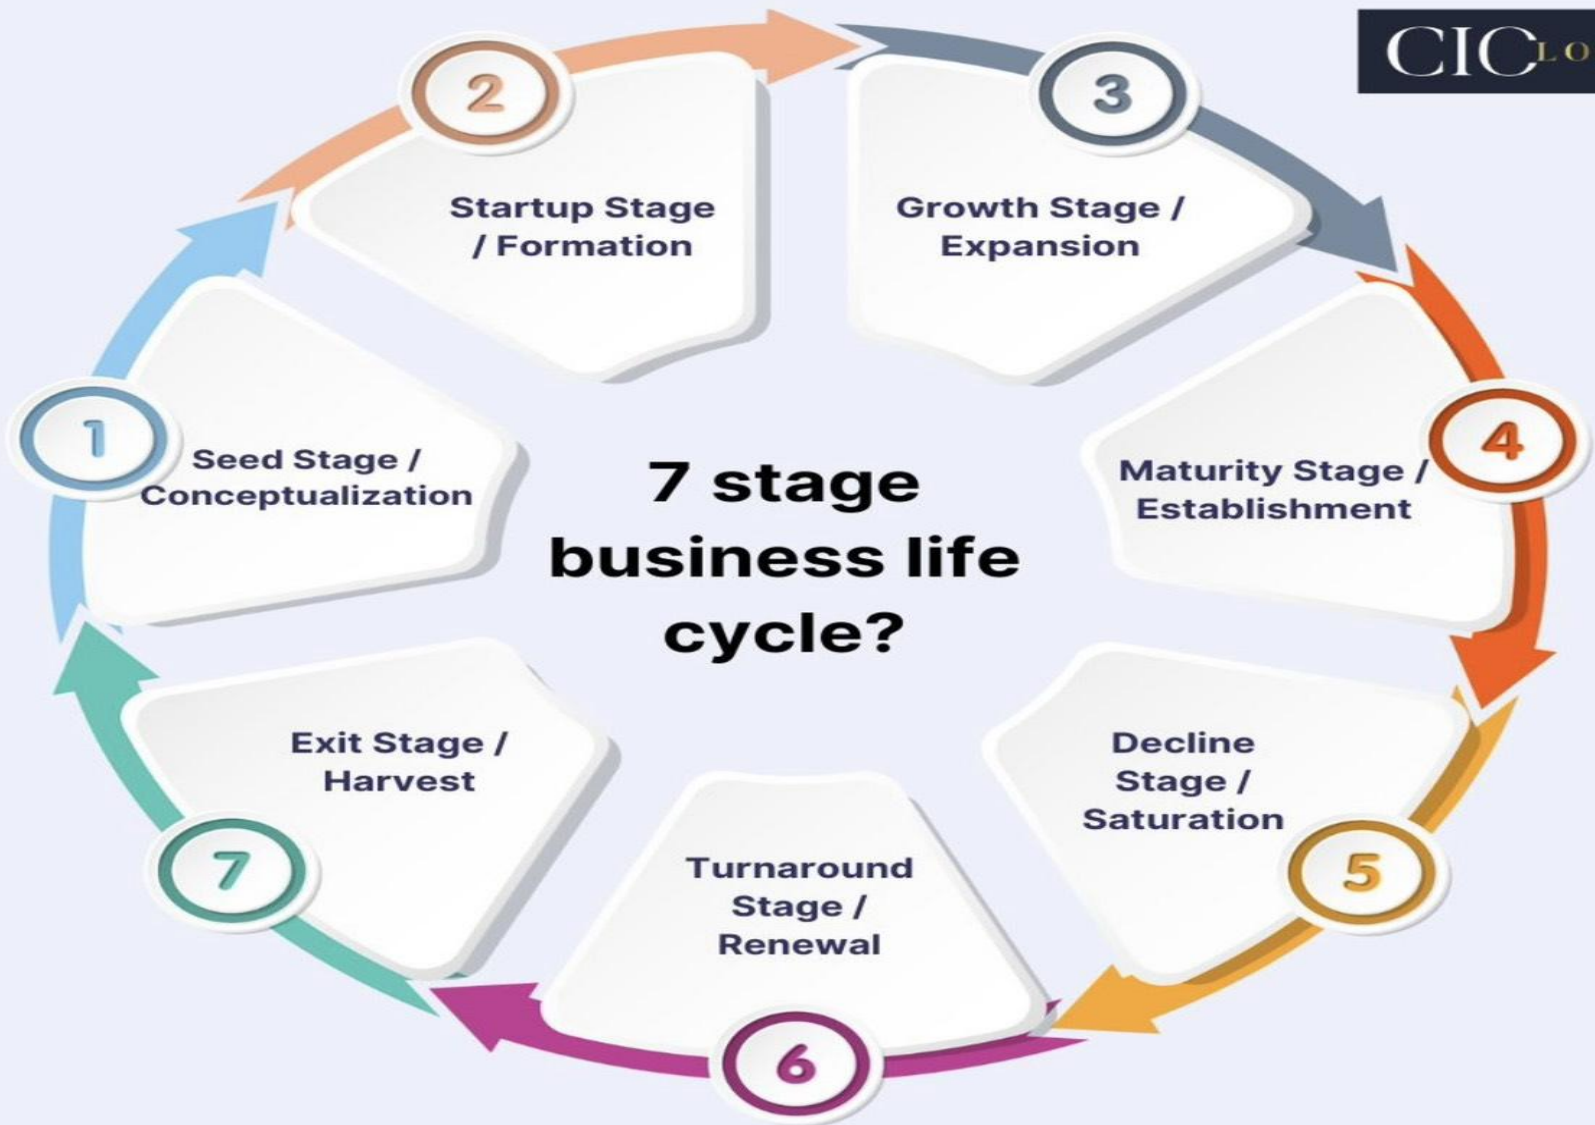 CICLO
2
3
Startup Stage
/ Formation
Growth Stage /
Expansion
1
Seed Stage /
Conceptualization
7 stage
business life
cycle?
4
Maturity Stage /
Establishment
Exit Stage /
Harvest
7
Turnaround
Stage /
Renewal
6
Decline
Stage /
Saturation
5